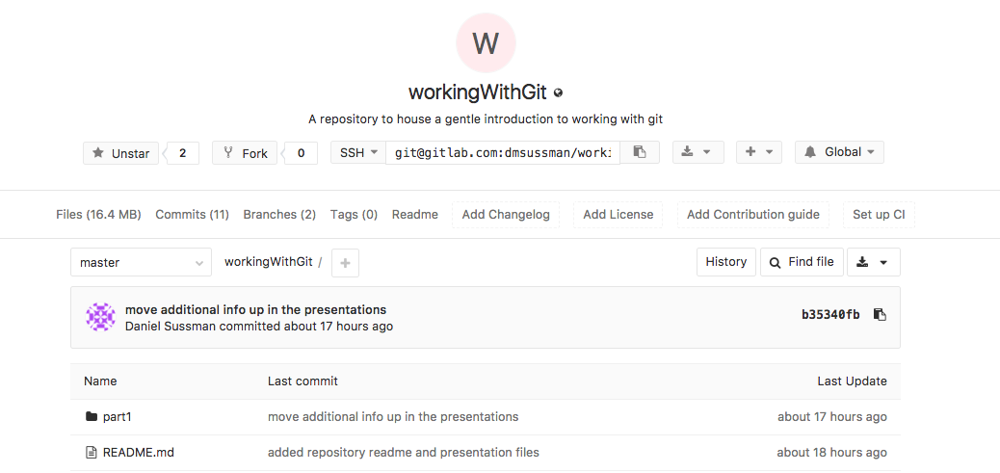 W
workingWithGit
A repository to house a gentle introduction to working with git
Unstar 2 Fork 0 SSH git@gitlab.com:dmsussman/worki Global
Files (16.4 MB) Commits (11) Branches (2) Tags (0) Readme Add Changelog Add License Add Contribution guide Set up CI
master workingWithGit / + History Find file
move additional info up in the presentations
Daniel Sussman committed about 17 hours ago
b35340fb
Name Last commit Last Update
part1 move additional info up in the presentations about 17 hours ago
README.md added repository readme and presentation files about 18 hours ago